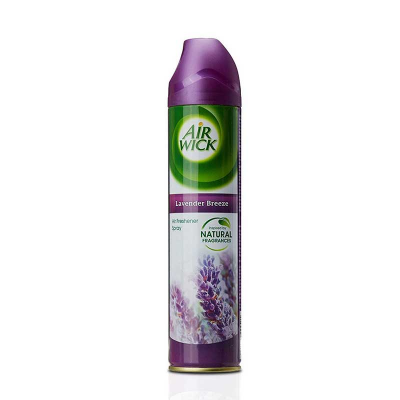 AIR
WICK
Lavender Breeze
Air Freshener
Spray
NATURAL
FRAGRANCES